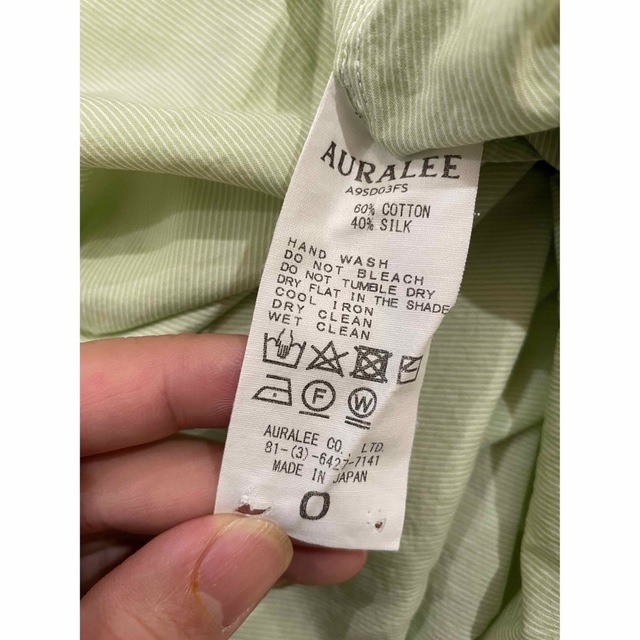 AURALEE
A9SD03FS
60% COTTON
40% SILK
HAND WASH
DO NOT BLEACH
DO NOT TUMBLE DRY
DRY FLAT IN THE SHADE
COOL IRON
DRY CLEAN
WET CLEAN
F W
AURALEE CO., LTD.
81-(3)-6427-7141
MADE IN JAPAN
O